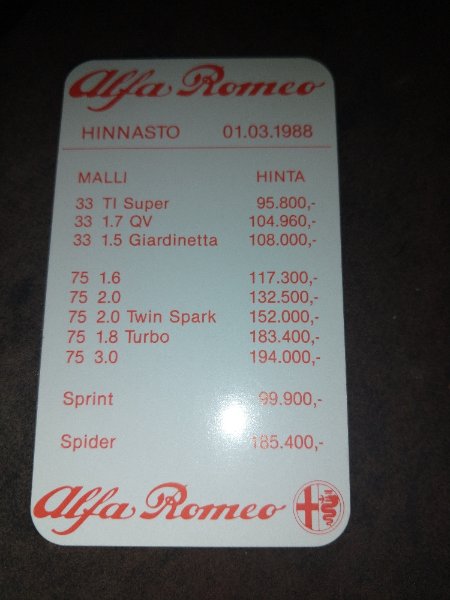 Alfa Romeo
HINNASTO 01.03.1988
MALLI HINTA
33 TI Super 95.800,-
33 1.7 QV 104.960,-
33 1.5 Giardinetta 108.000,-
75 1.6 117.300,-
75 2.0 132.500,-
75 2.0 Twin Spark 152.000,-
75 1.8 Turbo 183.400,-
75 3.0 194.000,-
Sprint 99.900,-
Spider 185.400,-
Alfa Romeo